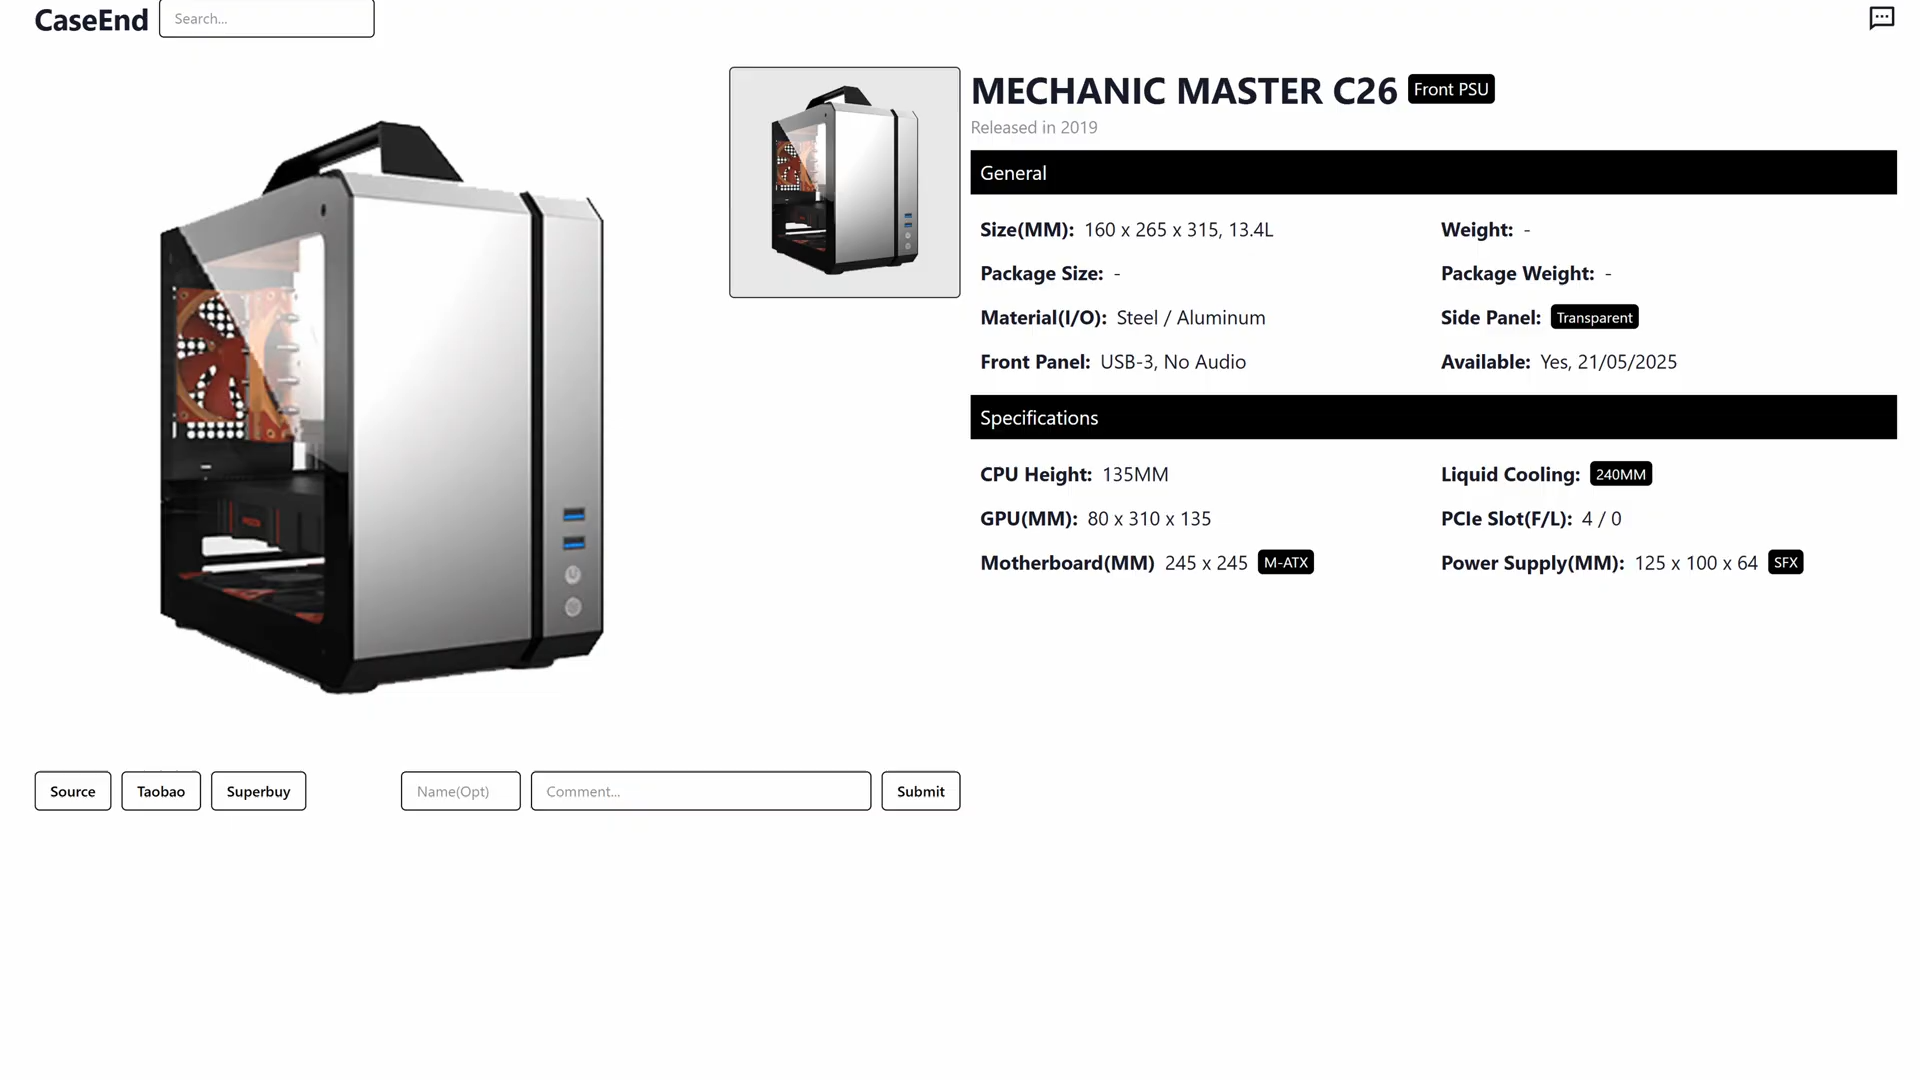 CaseEnd
Search...
MECHANIC MASTER C26 Front PSU
Released in 2019
General
Size(MM): 160 x 265 x 315, 13.4L
Weight: -
Package Size: -
Package Weight: -
Material(I/O): Steel / Aluminum
Side Panel: Transparent
Front Panel: USB-3, No Audio
Available: Yes, 21/05/2025
Specifications
CPU Height: 135MM
Liquid Cooling: 240MM
GPU(MM): 80 x 310 x 135
PCIe Slot(F/L): 4 / 0
Motherboard(MM) 245 x 245 M-ATX
Power Supply(MM): 125 x 100 x 64 SFX
Source
Taobao
Superbuy
Name(Opt)
Comment...
Submit